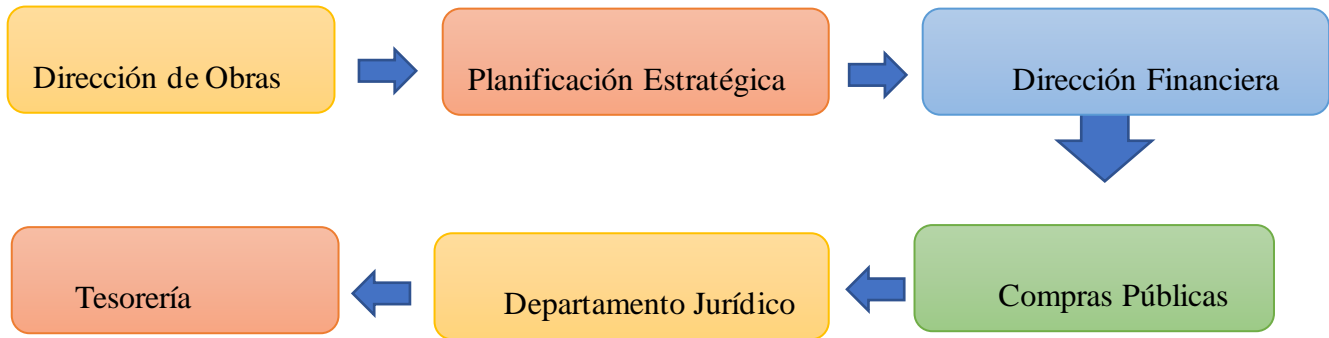 Dirección de Obras
Planificación Estratégica
Dirección Financiera
Compras Públicas
Departamento Jurídico
Tesorería